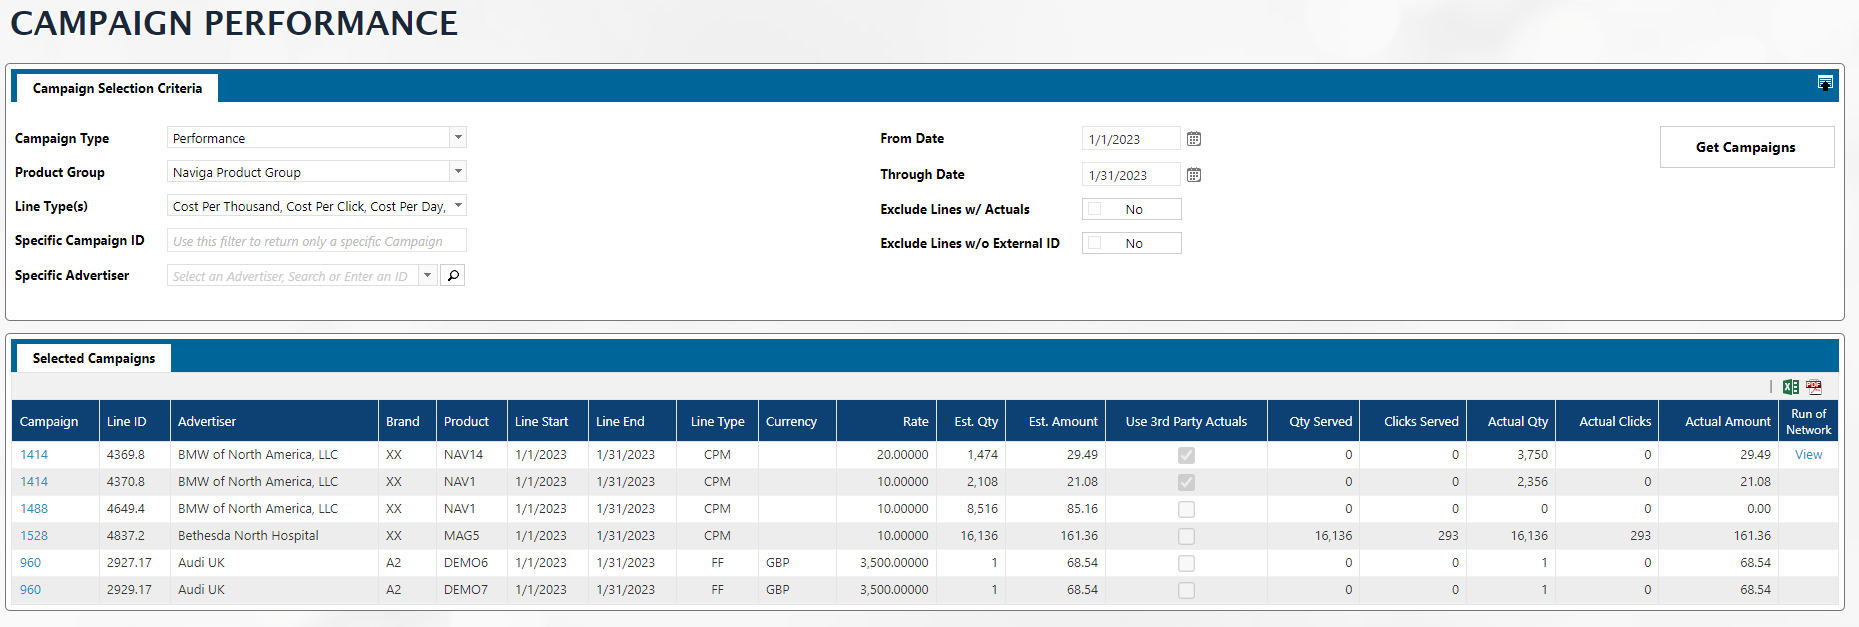 CAMPAIGN PERFORMANCE
Campaign Selection Criteria
Campaign Type Performance From Date 1/1/2023 Get Campaigns
Product Group Naviga Product Group Through Date 1/31/2023
Line Type(s) Cost Per Thousand, Cost Per Click, Cost Per Day, Exclude Lines w/ Actuals No
Specific Campaign ID Use this filter to return only a specific Campaign Exclude Lines w/o External ID No
Specific Advertiser Select an Advertiser, Search or Enter an ID
Selected Campaigns
Campaign Line ID Advertiser Brand Product Line Start Line End Line Type Currency Rate Est. Qty Est. Amount Use 3rd Party Actuals Qty Served Clicks Served Actual Qty Actual Clicks Actual Amount Run of Network
1414 4369.8 BMW of North America, LLC XX NAV14 1/1/2023 1/31/2023 CPM 20.00000 1,474 29.49 0 0 3,750 0 29.49 View
1414 4370.8 BMW of North America, LLC XX NAV1 1/1/2023 1/31/2023 CPM 10.00000 2,108 21.08 0 0 2,356 0 21.08
1488 4649.4 BMW of North America, LLC XX NAV1 1/1/2023 1/31/2023 CPM 10.00000 8,516 85.16 0 0 0 0 0.00
1528 4837.2 Bethesda North Hospital XX MAG5 1/1/2023 1/31/2023 CPM 10.00000 16,136 161.36 16,136 293 16,136 293 161.36
960 2927.17 Audi UK A2 DEMO6 1/1/2023 1/31/2023 FF GBP 3,500.00000 1 68.54 0 0 1 0 68.54
960 2929.17 Audi UK A2 DEMO7 1/1/2023 1/31/2023 FF GBP 3,500.00000 1 68.54 0 0 1 0 68.54